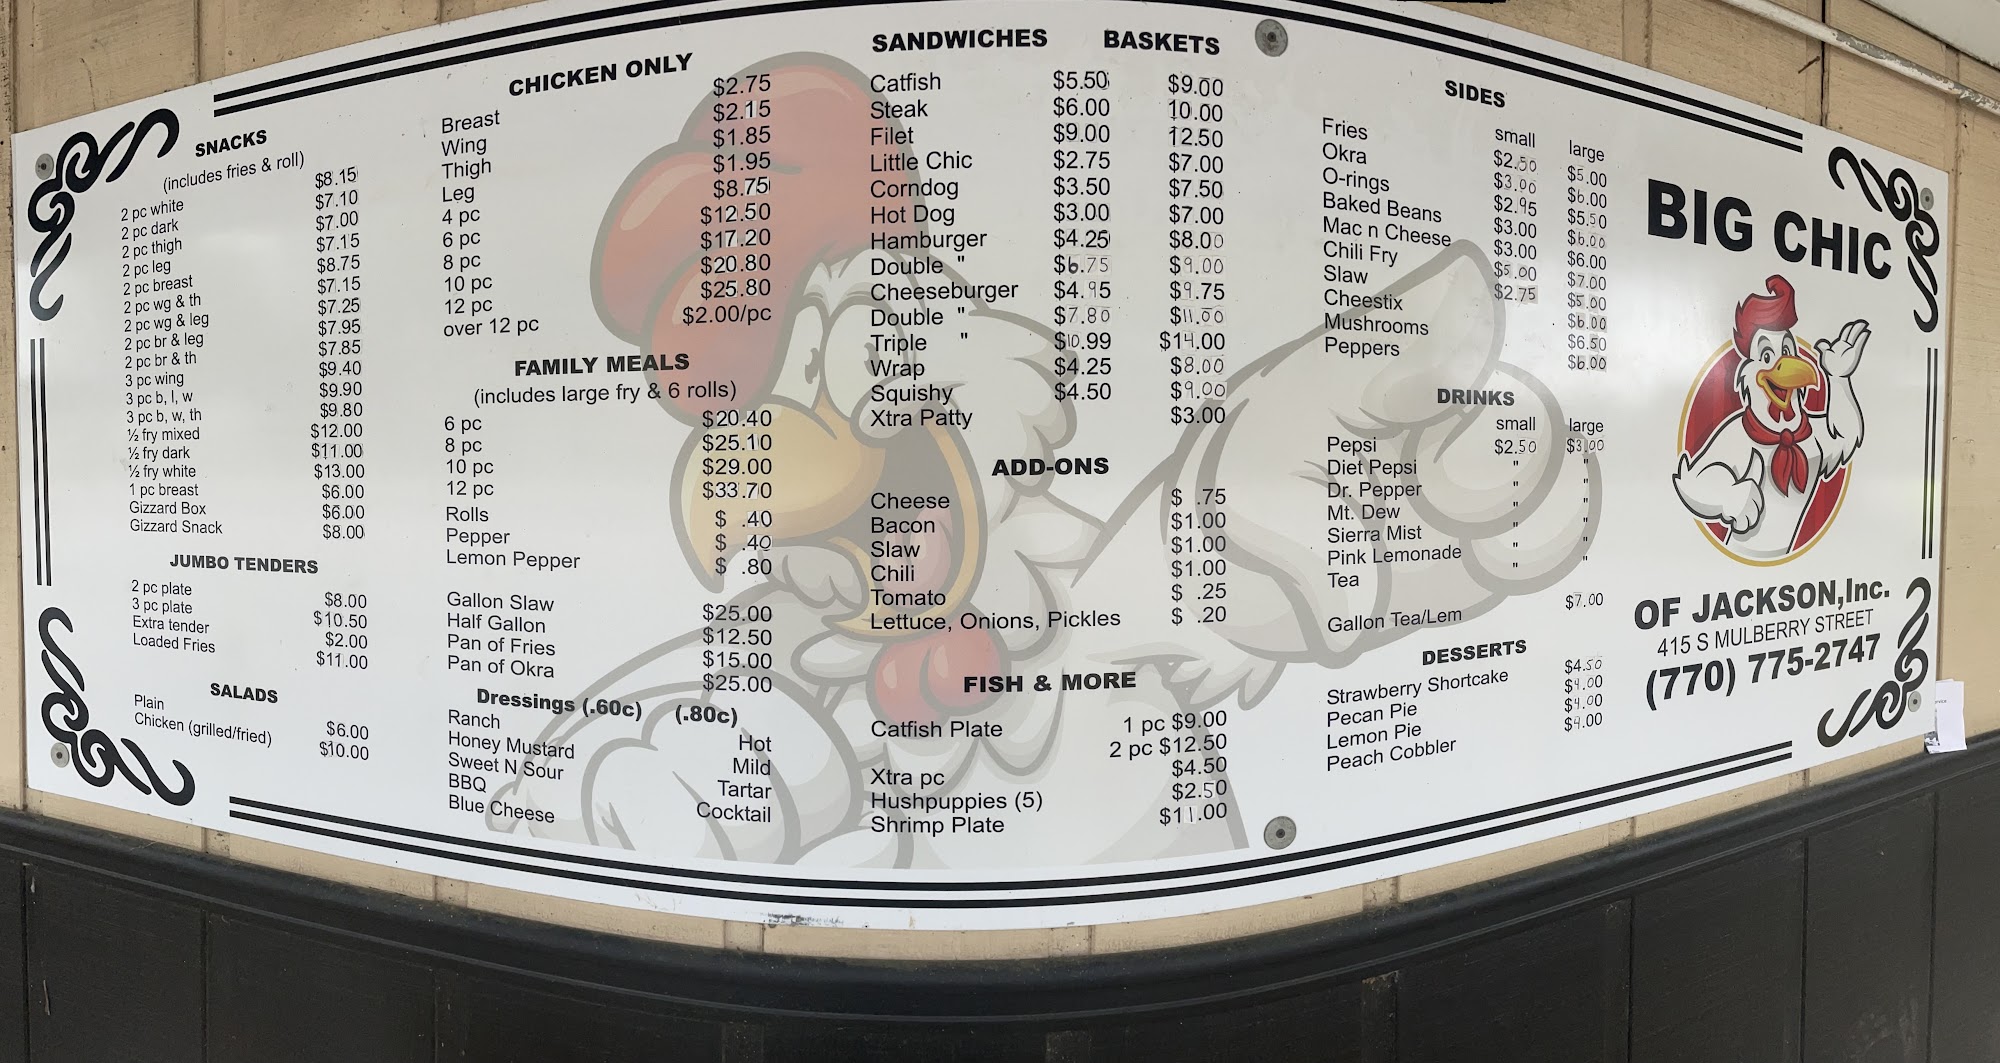 SNACKS
(includes fries & roll)
2 pc white $8.15
2 pc dark $7.10
2 pc thigh $7.00
2 pc leg $7.15
2 pc breast $8.75
2 pc wg & th $7.15
2 pc wg & leg $7.25
2 pc br & leg $7.95
2 pc br & th $7.85
3 pc wing $9.40
3 pc b, l, w $9.90
3 pc b, w, th $9.80
½ fry mixed $12.00
½ fry dark $11.00
½ fry white $13.00
1 pc breast $6.00
Gizzard Box $6.00
Gizzard Snack $8.00
JUMBO TENDERS
2 pc plate $8.00
3 pc plate $10.50
Extra tender $2.00
Loaded Fries $11.00
SALADS
Plain $6.00
Chicken (grilled/fried) $10.00
CHICKEN ONLY
Breast $2.75
Wing $2.15
Thigh $1.85
Leg $1.95
4 pc $8.75
6 pc $12.50
8 pc $17.20
10 pc $20.80
12 pc $25.80
over 12 pc $2.00/pc
FAMILY MEALS
(includes large fry & 6 rolls)
6 pc $20.40
8 pc $25.10
10 pc $29.00
12 pc $33.70
Rolls $ .40
Pepper $ .40
Lemon Pepper $ .80
Gallon Slaw $25.00
Half Gallon $12.50
Pan of Fries $15.00
Pan of Okra $25.00
Dressings (.60c) (.80c)
Ranch Hot
Honey Mustard Mild
Sweet N Sour Tartar
BBQ Cocktail
Blue Cheese
SANDWICHES BASKETS
Catfish $5.50 $9.00
Steak $6.00 10.00
Filet $9.00 12.50
Little Chic $2.75 $7.00
Corndog $3.50 $7.50
Hot Dog $3.00 $7.00
Hamburger $4.25 $8.00
Double " $6.75 $9.00
Cheeseburger $4.95 $9.75
Double " $7.80 $11.00
Triple " $10.99 $14.00
Wrap $4.25 $8.00
Squishy $4.50 $9.00
Xtra Patty $3.00
ADD-ONS
Cheese $ .75
Bacon $1.00
Slaw $1.00
Chili $1.00
Tomato $ .25
Lettuce, Onions, Pickles $ .20
FISH & MORE
Catfish Plate 1 pc $9.00
2 pc $12.50
Xtra pc $4.50
Hushpuppies (5) $2.50
Shrimp Plate $11.00
SIDES
small large
Fries $2.50 $5.00
Okra $3.00 $6.00
O-rings $2.95 $5.50
Baked Beans $3.00 $6.00
Mac n Cheese $3.00 $6.00
Chili Fry $5.00 $7.00
Slaw $2.75 $5.00
Cheestix $6.00
Mushrooms $6.50
Peppers $6.00
DRINKS
small large
Pepsi $2.50 $3.00
Diet Pepsi " "
Dr. Pepper " "
Mt. Dew " "
Sierra Mist " "
Pink Lemonade " "
Tea
Gallon Tea/Lem $7.00
DESSERTS
Strawberry Shortcake $4.50
Pecan Pie $4.00
Lemon Pie $4.00
Peach Cobbler $4.00
BIG CHIC
OF JACKSON,Inc.
415 S MULBERRY STREET
(770) 775-2747